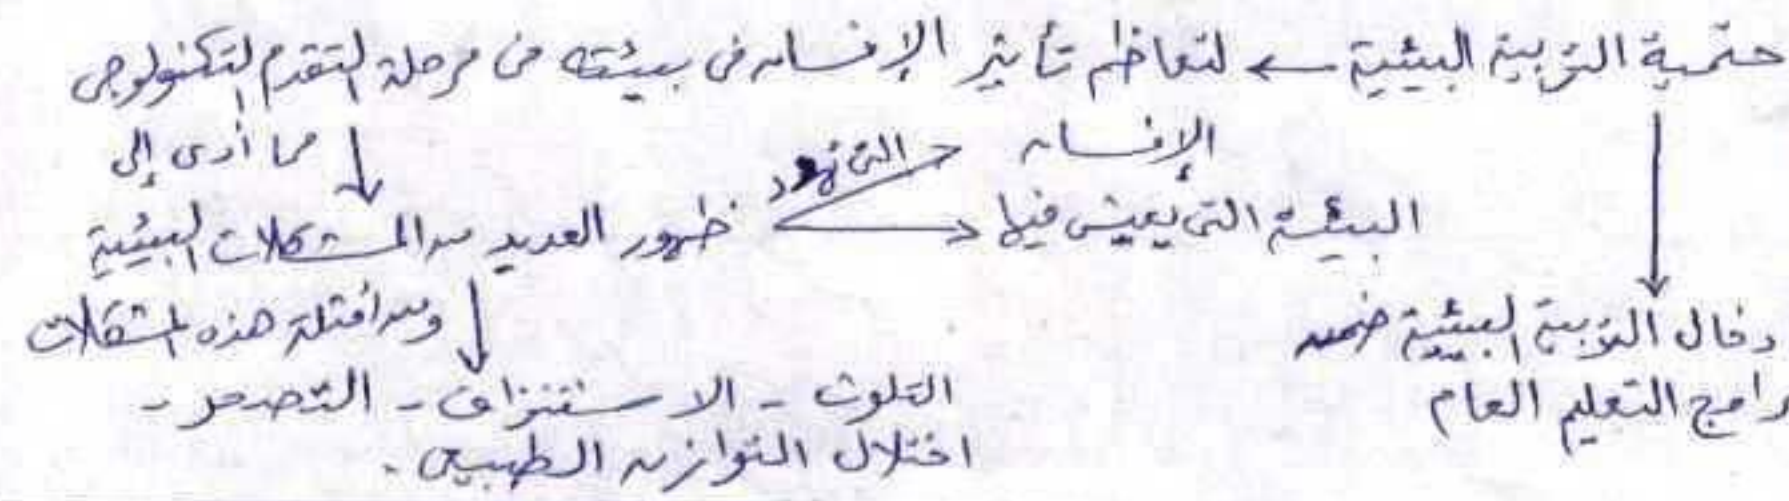 حتمية التربية البيئية ← لتعاظم تأثير الإنسان في بيئته في مرحلة التقدم التكنولوجي
مما أدى إلى
الإنسان
التي تهدد
البيئة التي يعيش فيها
ظهور العديد من المشكلات البيئية
ومن أمثلة هذه المشكلات
دخال التربية البيئية ضمن
رامج التعليم العام
التلوث - الاستنزاف - التصحر -
اختلال التوازن الطبيعي .